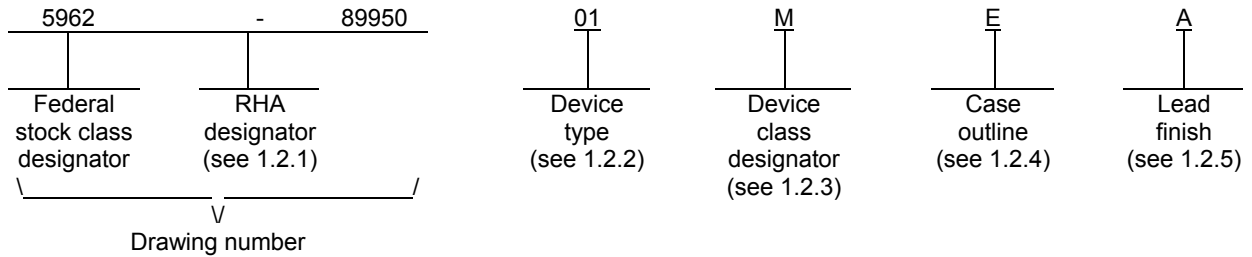 5962 - 89950 01 M E A
Federal stock class designator
RHA designator (see 1.2.1)
Device type (see 1.2.2)
Device class designator (see 1.2.3)
Case outline (see 1.2.4)
Lead finish (see 1.2.5)
\ /
\/
Drawing number